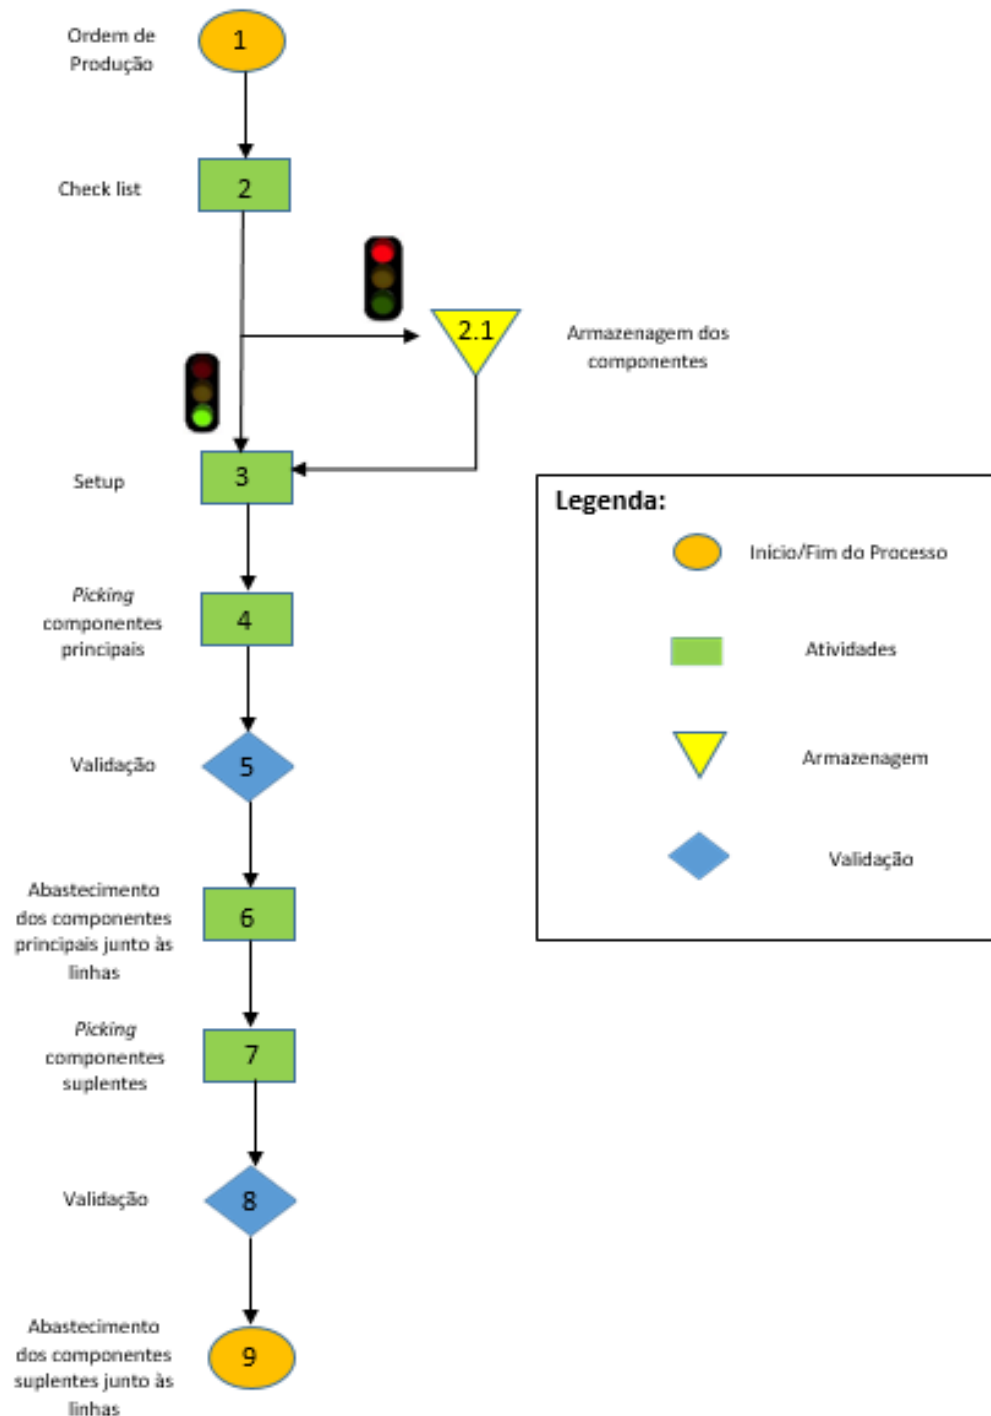 Ordem de
Produção
1
Check list
2
2.1
Armazenagem dos
componentes
Setup
3
Legenda:
Início/Fim do Processo
Picking
componentes
principais
4
Atividades
Validação
5
Armazenagem
Validação
Abastecimento
dos componentes
principais junto às
linhas
6
Picking
componentes
suplentes
7
Validação
8
Abastecimento
dos componentes
suplentes junto às
linhas
9